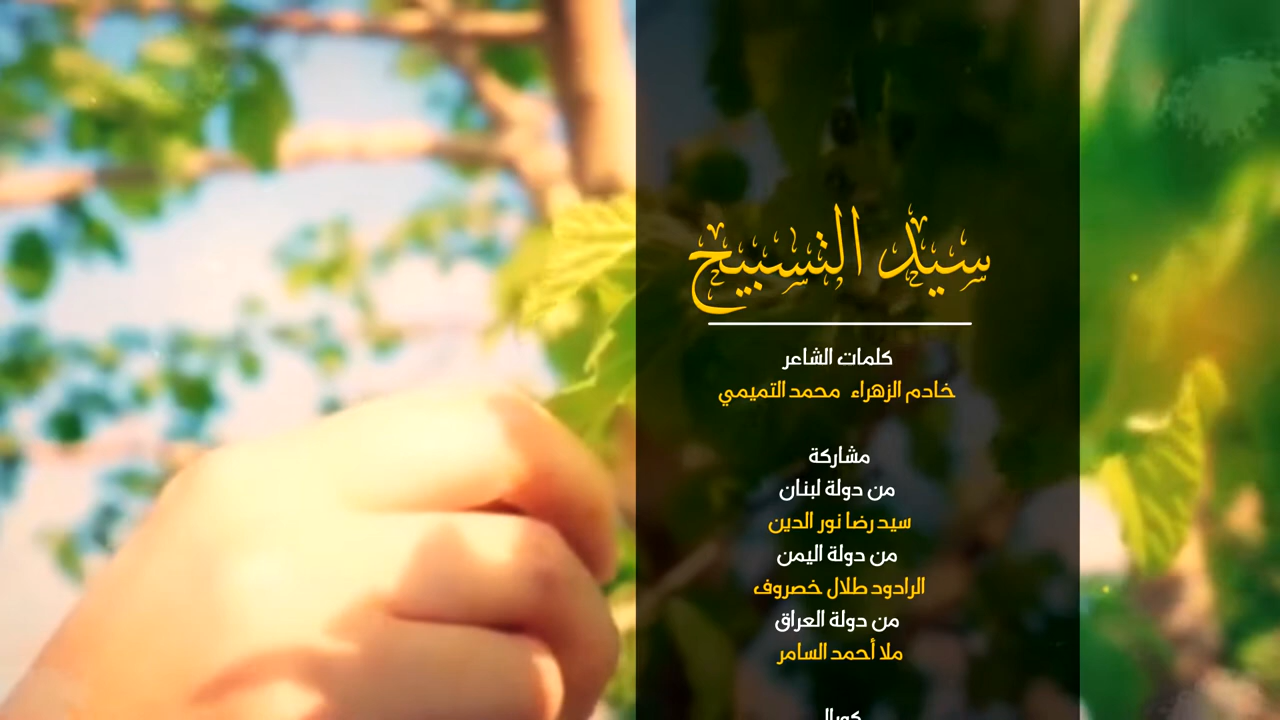 سيد التسبيح
كلمات الشاعر
خادم الزهراء محمد التميمي
مشاركة
من دولة لبنان
سيد رضا نور الدين
من دولة اليمن
الرادود طلال خصروف
من دولة العراق
ملا أحمد السامر